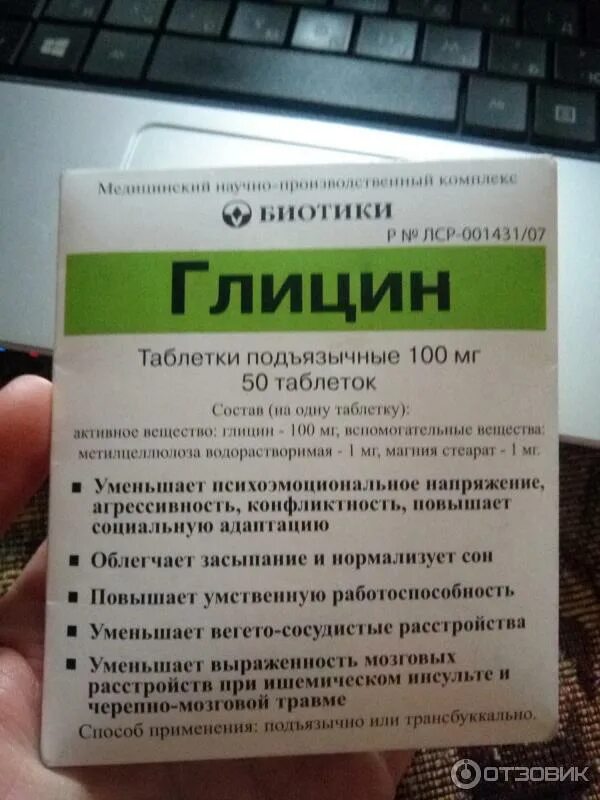 Медицинский научно-производственный комплекс
БИОТИКИ
Р № ЛСР-001431/07
Глицин
Таблетки подъязычные 100 мг
50 таблеток
Состав (на одну таблетку):
активное вещество: глицин - 100 мг, вспомогательные вещества:
метилцеллюлоза водорастворимая - 1 мг, магния стеарат - 1 мг.
▪ Уменьшает психоэмоциональное напряжение,
агрессивность, конфликтность, повышает
социальную адаптацию
▪ Облегчает засыпание и нормализует сон
▪ Повышает умственную работоспособность
▪ Уменьшает вегето-сосудистые расстройства
▪ Уменьшает выраженность мозговых
расстройств при ишемическом инсульте и
черепно-мозговой травме
Способ применения: подъязычно или трансбуккально.
ОТЗОВИК